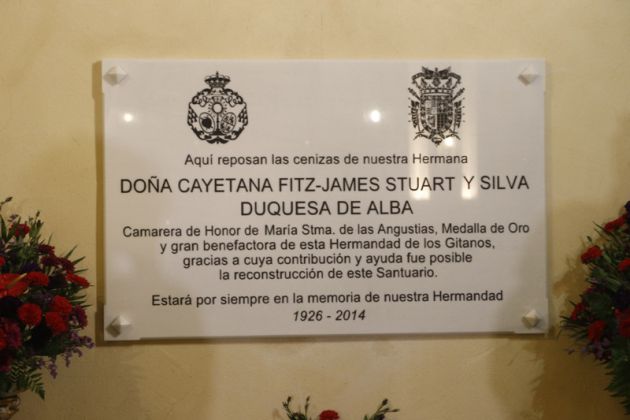 Aquí reposan las cenizas de nuestra Hermana
DOÑA CAYETANA FITZ-JAMES STUART Y SILVA
DUQUESA DE ALBA
Camarera de Honor de María Stma. de las Angustias, Medalla de Oro
y gran benefactora de esta Hermandad de los Gitanos,
gracias a cuya contribución y ayuda fue posible
la reconstrucción de este Santuario.
Estará por siempre en la memoria de nuestra Hermandad
1926 - 2014